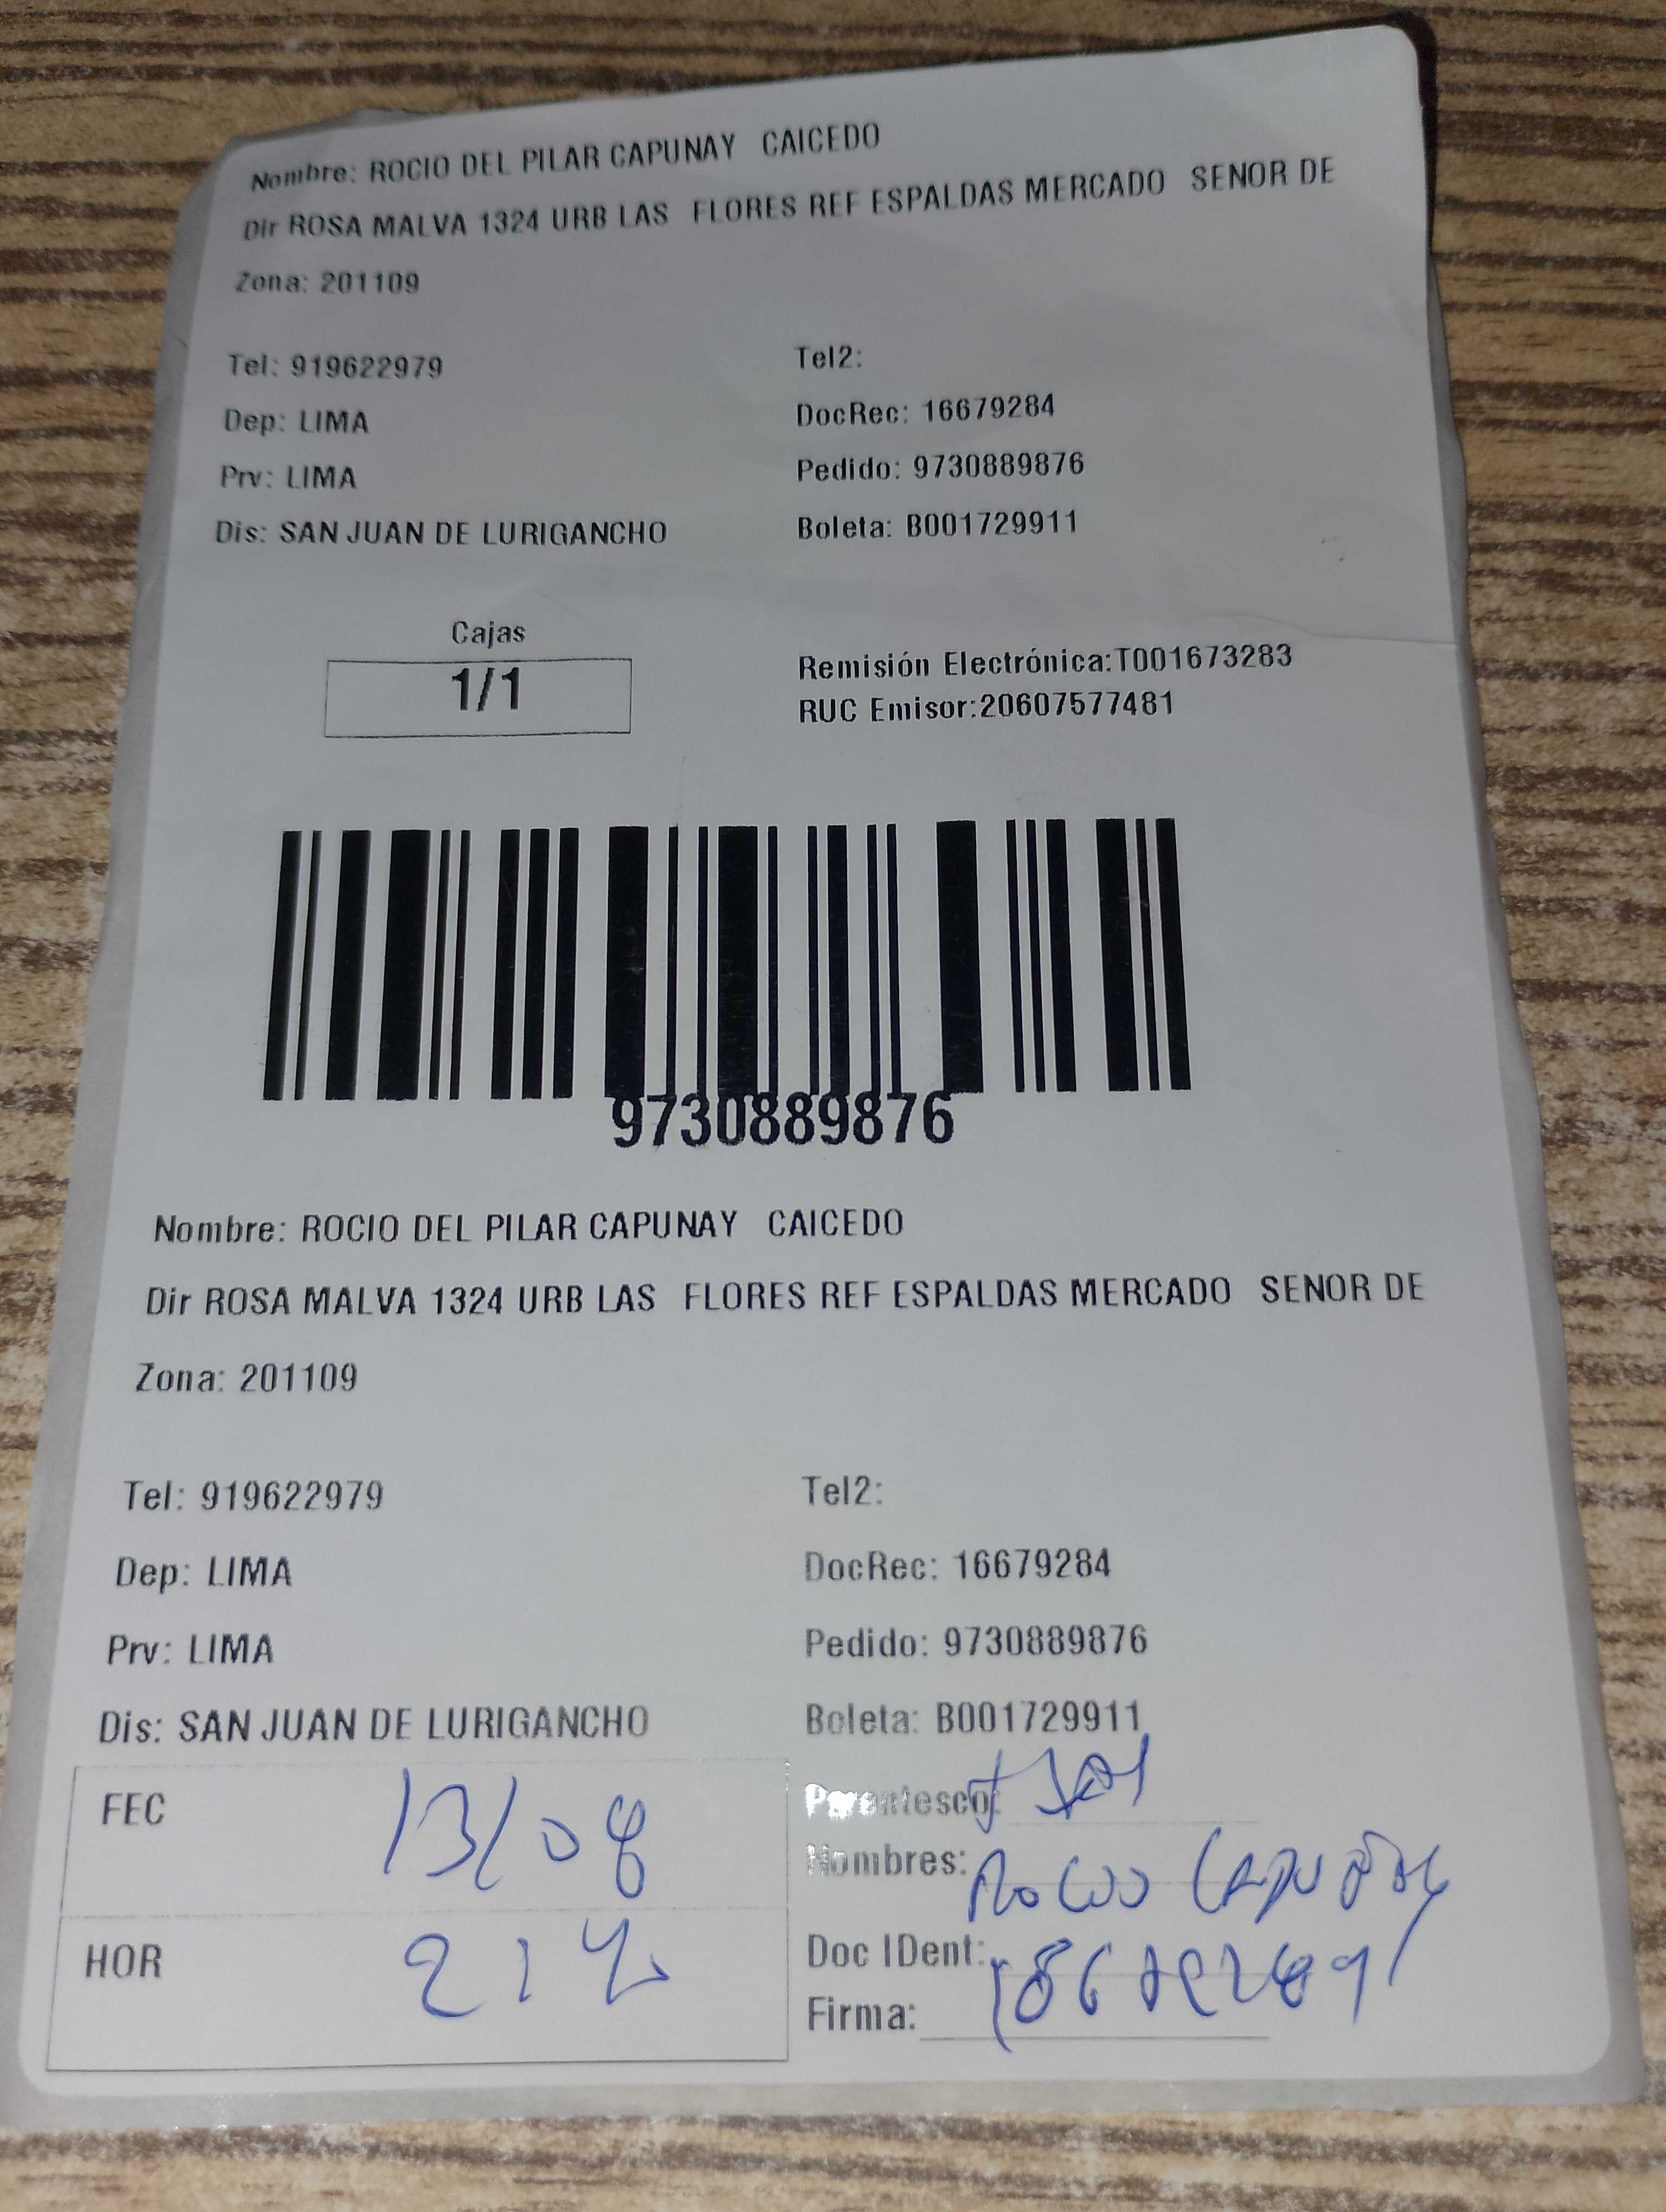 Nombre: ROCIO DEL PILAR CAPUNAY CAICEDO
Dir ROSA MALVA 1324 URB LAS FLORES REF ESPALDAS MERCADO SENOR DE
Zona: 201109
Tel: 919622979 Tel2:
Dep: LIMA DocRec: 16679284
Prv: LIMA Pedido: 9730889876
Dis: SAN JUAN DE LURIGANCHO Boleta: B001729911
Cajas
1/1
Remisión Electrónica:T001673283
RUC Emisor:20607577481
9730889876
Nombre: ROCIO DEL PILAR CAPUNAY CAICEDO
Dir ROSA MALVA 1324 URB LAS FLORES REF ESPALDAS MERCADO SENOR DE
Zona: 201109
Tel: 919622979 Tel2:
Dep: LIMA DocRec: 16679284
Prv: LIMA Pedido: 9730889876
Dis: SAN JUAN DE LURIGANCHO Boleta: B001729911
FEC 13/08 Parentesco:
Nombres: Rocio
HOR Doc IDent:
Firma: